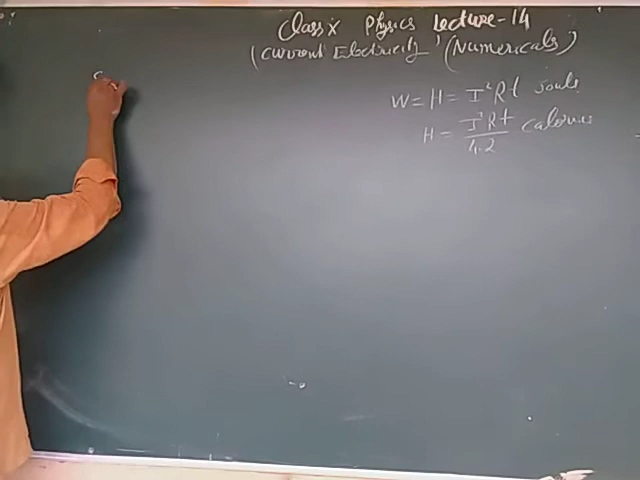 Class X Physics Lecture-14
(Current Electricity) (Numericals)
W = H = I²Rt Joule
H = I²Rt/4.2 calories